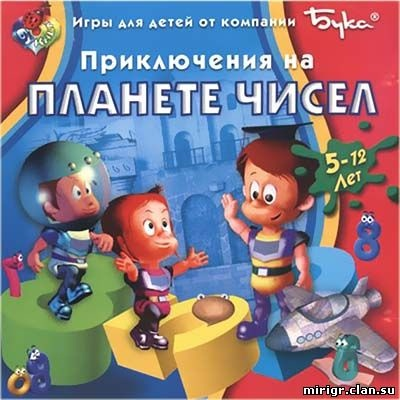 Игры для детей от компании Бука®
Приключения на
ПЛАНЕТЕ ЧИСЕЛ
5-12
лет
mirigr.clan.su